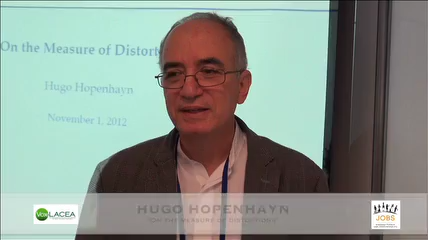 On the Measure of Distort
Hugo Hopenhayn
November 1, 2012
HUGO HOPENHAYN
"ON THE MEASURE OF DISTORTIONS"
Vox LACEA
JOBS